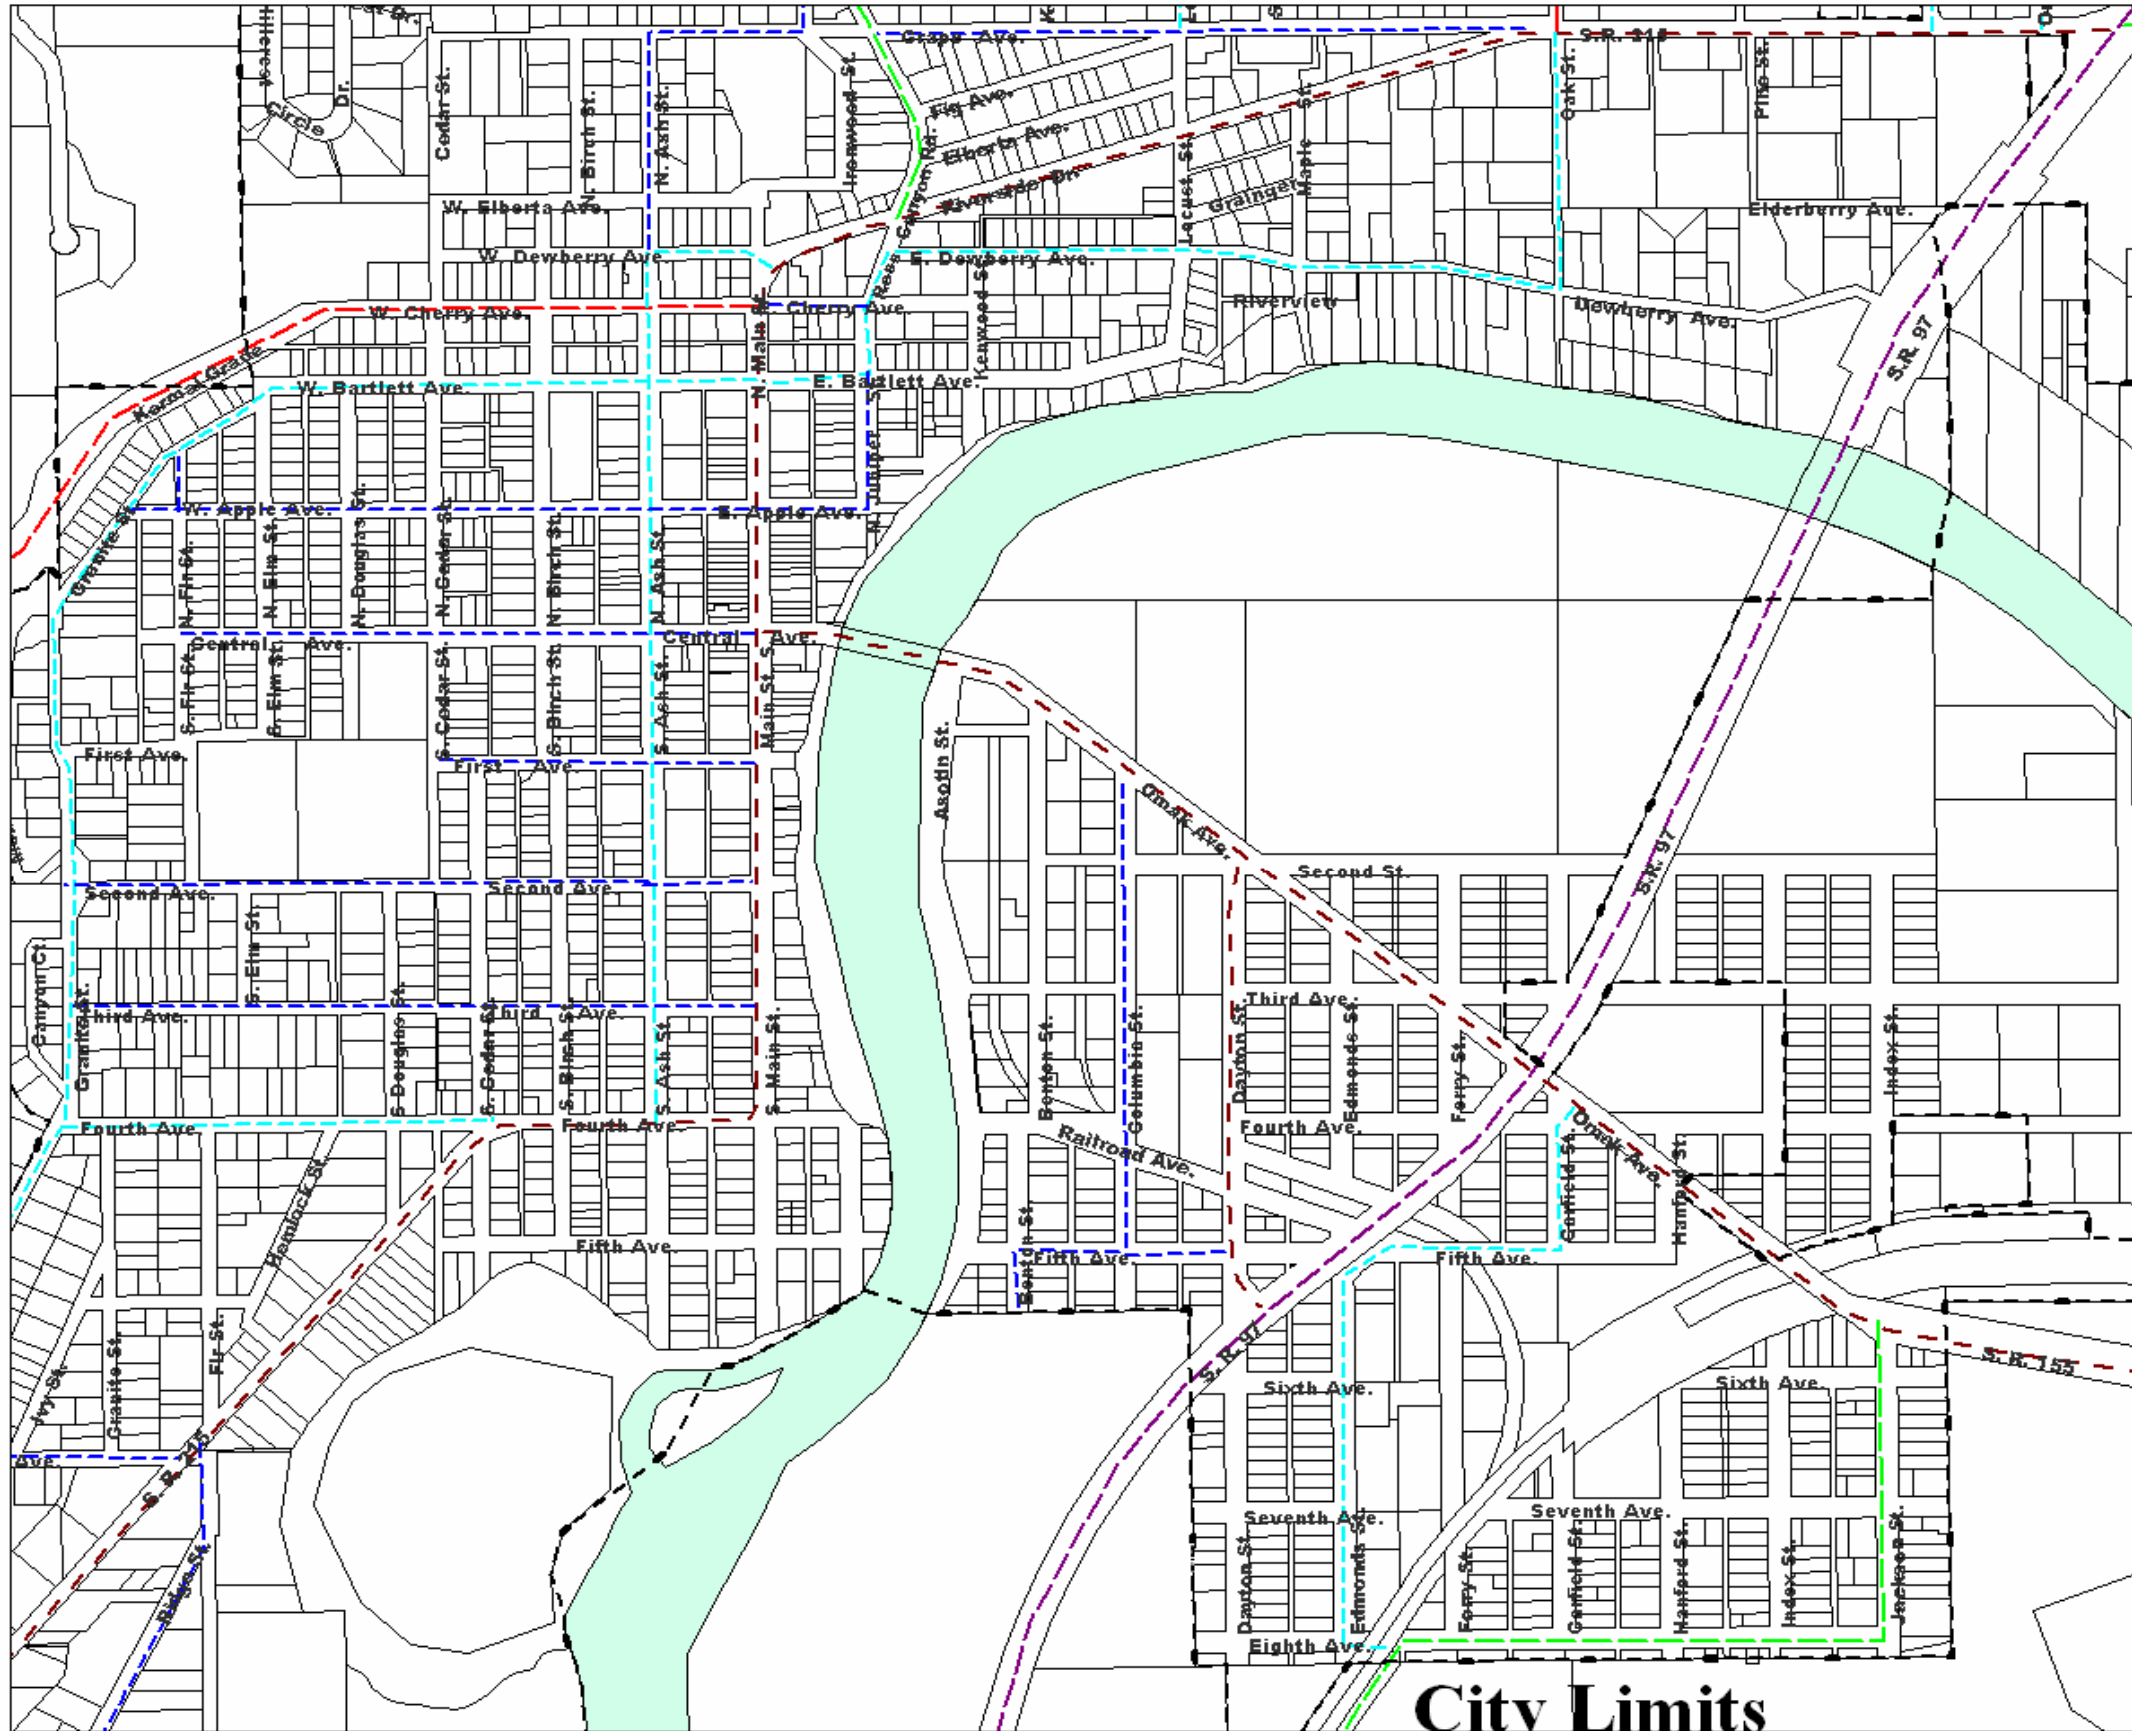 Hillcrest
Circle
Dr.
Cedar St.
N. Birch St.
N. Ash St.
Ironwood St.
Grape Ave.
Fig Ave.
Elberta Ave.
Riverside Dr.
Ross Canyon Rd.
Locust St.
Grainger
Maple St.
S.R. 215
Oak St.
Pine St.
Elderberry Ave.
W. Elberta Ave.
W. Dewberry Ave.
E. Dewberry Ave.
Kenwood St.
Riverview
Dewberry Ave.
S.R. 97
W. Cherry Ave.
Cherry Ave.
N. Main St.
Kermal Grade
W. Bartlett Ave.
E. Bartlett Ave.
N. Juniper St.
W. Apple Ave.
E. Apple Ave.
Granite St.
N. Fir St.
N. Elm St.
N. Douglas St.
N. Cedar St.
N. Birch St.
N. Ash St.
Central Ave.
Central Ave.
S. Fir St.
S. Elm St.
S. Cedar St.
S. Birch St.
S. Ash St.
Main St. S.
First Ave.
First Ave.
Asotin St.
Omak Ave.
Second St.
S.R. 97
Second Ave.
Second Ave.
S. Elm St.
Canyon Ct.
Granite St.
Third Ave.
Third Ave.
Third Ave.
S Douglas St.
S. Cedar St.
S. Birch St.
S. Ash St.
S. Main St.
Benton St.
Columbia St.
Dayton St.
Edmonds St.
Ferry St.
Index St.
Fourth Ave.
Fourth Ave.
Fourth Ave.
Railroad Ave.
Omak Ave.
Garfield St.
Hanford St.
Hemlock St.
Fifth Ave.
Benton St.
Fifth Ave.
Fifth Ave.
Ivy St.
Granite St.
Fir St.
S. R. 97
S. R. 155
Sixth Ave.
Sixth Ave.
Ave.
S. R. 215
Seventh Ave.
Seventh Ave.
Ridge St.
Dayton St.
Edmonds St.
Ferry St.
Garfield St.
Hanford St.
Index St.
Jackson St.
Eighth Ave.
City Limits